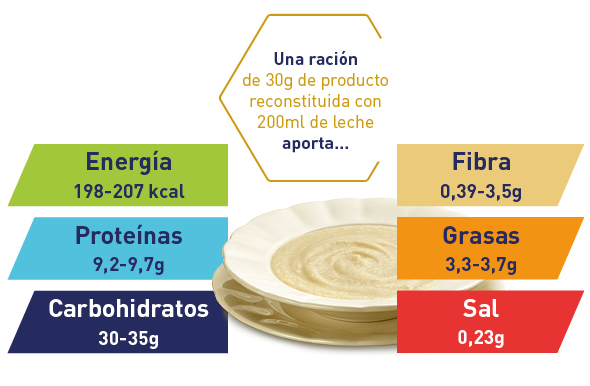 Una ración
de 30g de producto
reconstituida con
200ml de leche
aporta...
Energía
198-207 kcal
Proteínas
9,2-9,7g
Carbohidratos
30-35g
Fibra
0,39-3,5g
Grasas
3,3-3,7g
Sal
0,23g